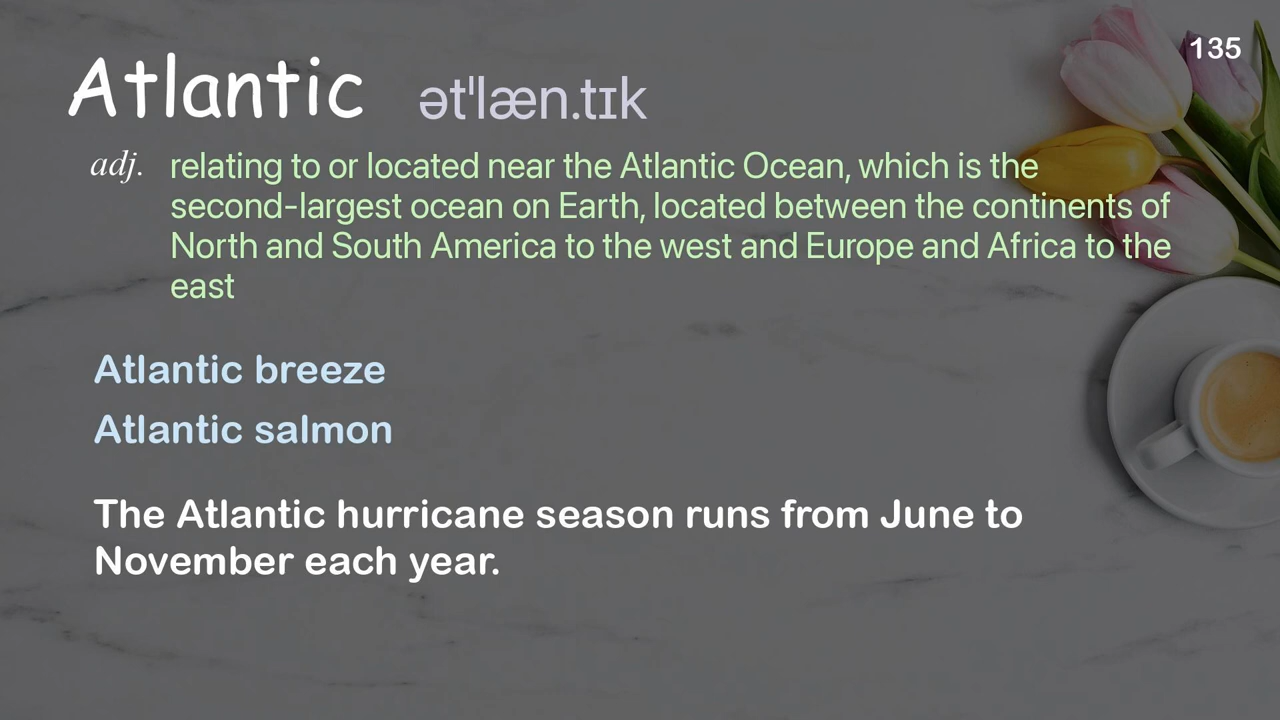 135
Atlantic ət'læn.tɪk
adj. relating to or located near the Atlantic Ocean, which is the
second-largest ocean on Earth, located between the continents of
North and South America to the west and Europe and Africa to the
east
Atlantic breeze
Atlantic salmon
The Atlantic hurricane season runs from June to
November each year.